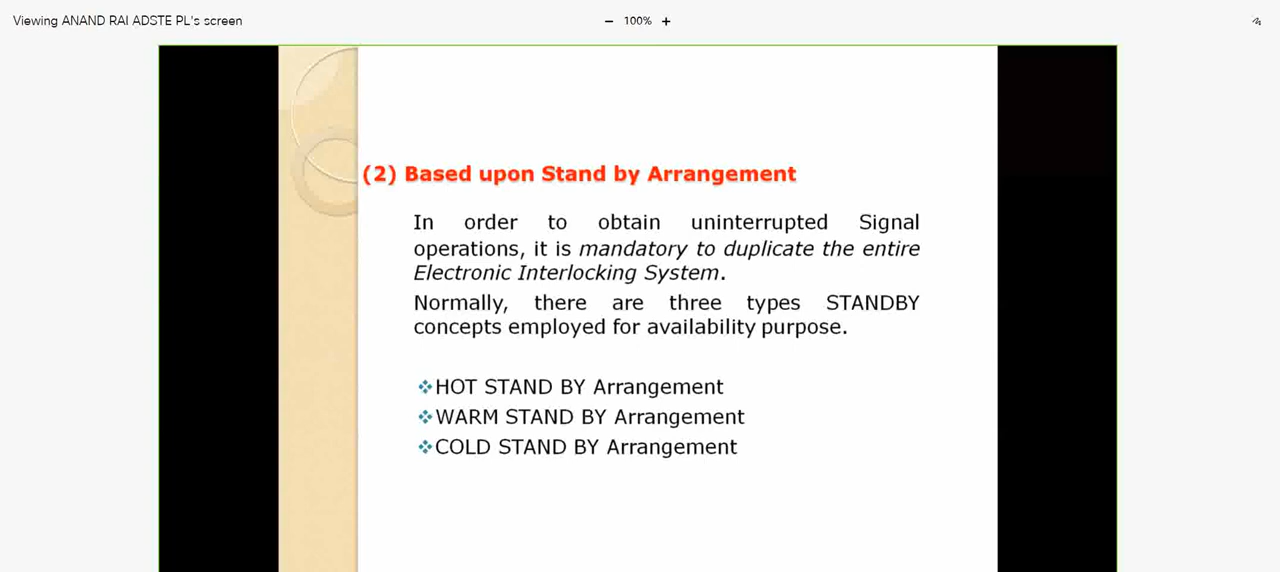 Viewing ANAND RAI ADSTE PL's screen
− 100% +
(2) Based upon Stand by Arrangement
In order to obtain uninterrupted Signal
operations, it is mandatory to duplicate the entire
Electronic Interlocking System.
Normally, there are three types STANDBY
concepts employed for availability purpose.
❖HOT STAND BY Arrangement
❖WARM STAND BY Arrangement
❖COLD STAND BY Arrangement